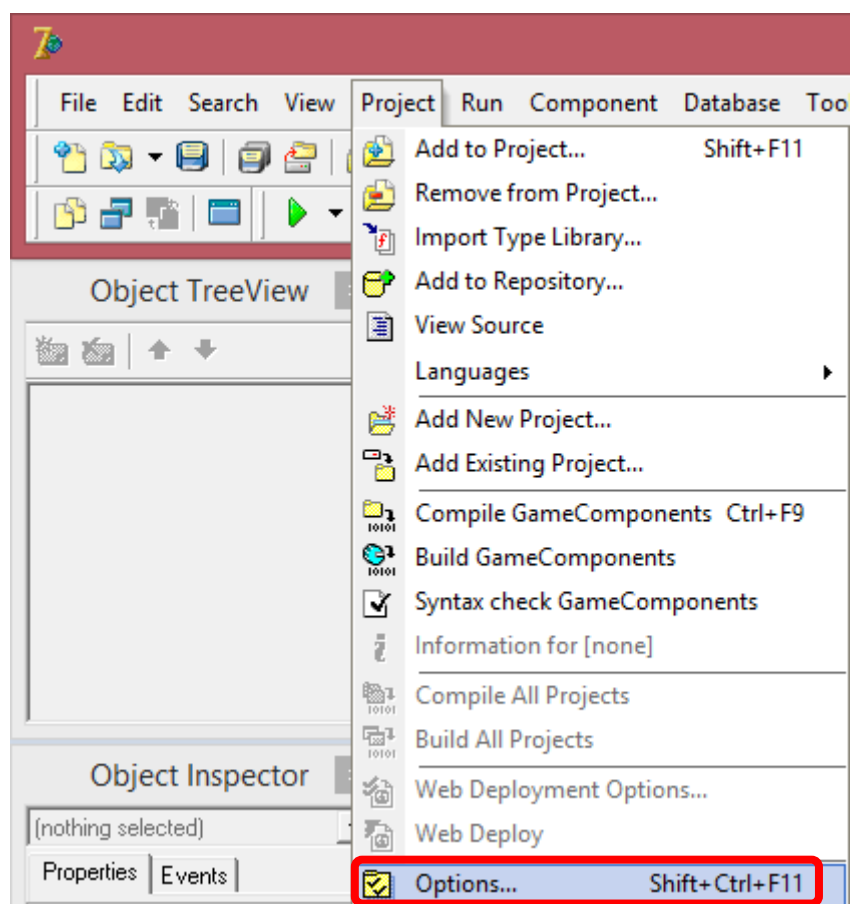 File Edit Search View Project Run Component Database Too
Add to Project... Shift+F11
Remove from Project...
Import Type Library...
Add to Repository...
View Source
Languages
Add New Project...
Add Existing Project...
Compile GameComponents Ctrl+F9
Build GameComponents
Syntax check GameComponents
Information for [none]
Compile All Projects
Build All Projects
Web Deployment Options...
Web Deploy
Options... Shift+Ctrl+F11
Object TreeView
Object Inspector
(nothing selected)
Properties Events